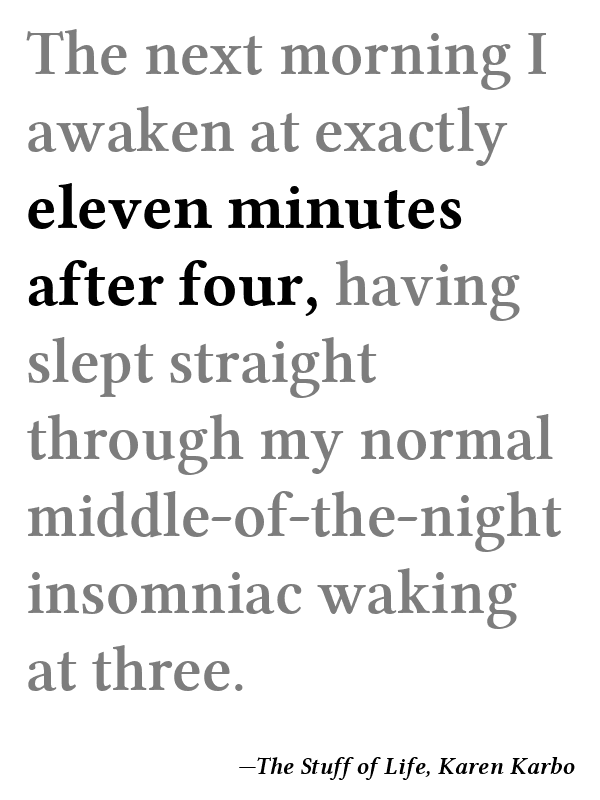 The next morning I
awaken at exactly
eleven minutes
after four, having
slept straight
through my normal
middle-of-the-night
insomniac waking
at three.
—The Stuff of Life, Karen Karbo